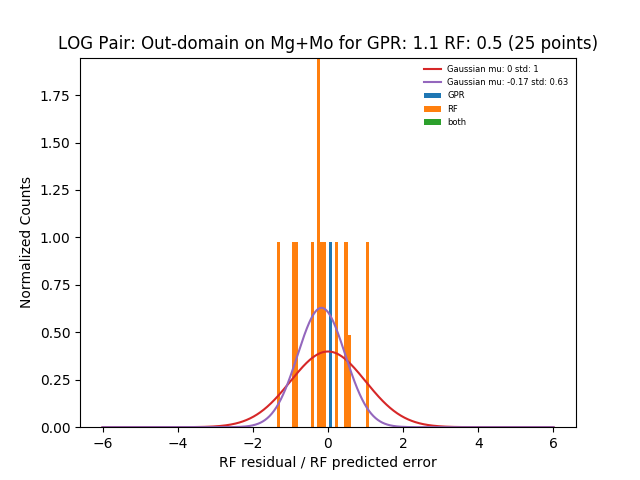 LOG Pair: Out-domain on Mg+Mo for GPR: 1.1 RF: 0.5 (25 points)
Gaussian mu: 0 std: 1
Gaussian mu: -0.17 std: 0.63
GPR
RF
both
Normalized Counts
1.75
1.50
1.25
1.00
0.75
0.50
0.25
0.00
−6
−4
−2
0
2
4
6
RF residual / RF predicted error